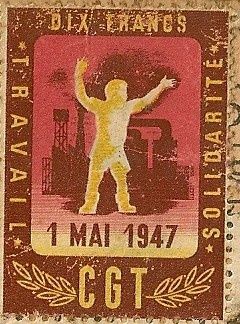 DIX FRANCS
★ TRAVAIL ★
SOLIDARITÉ ★
1 MAI 1947
CGT